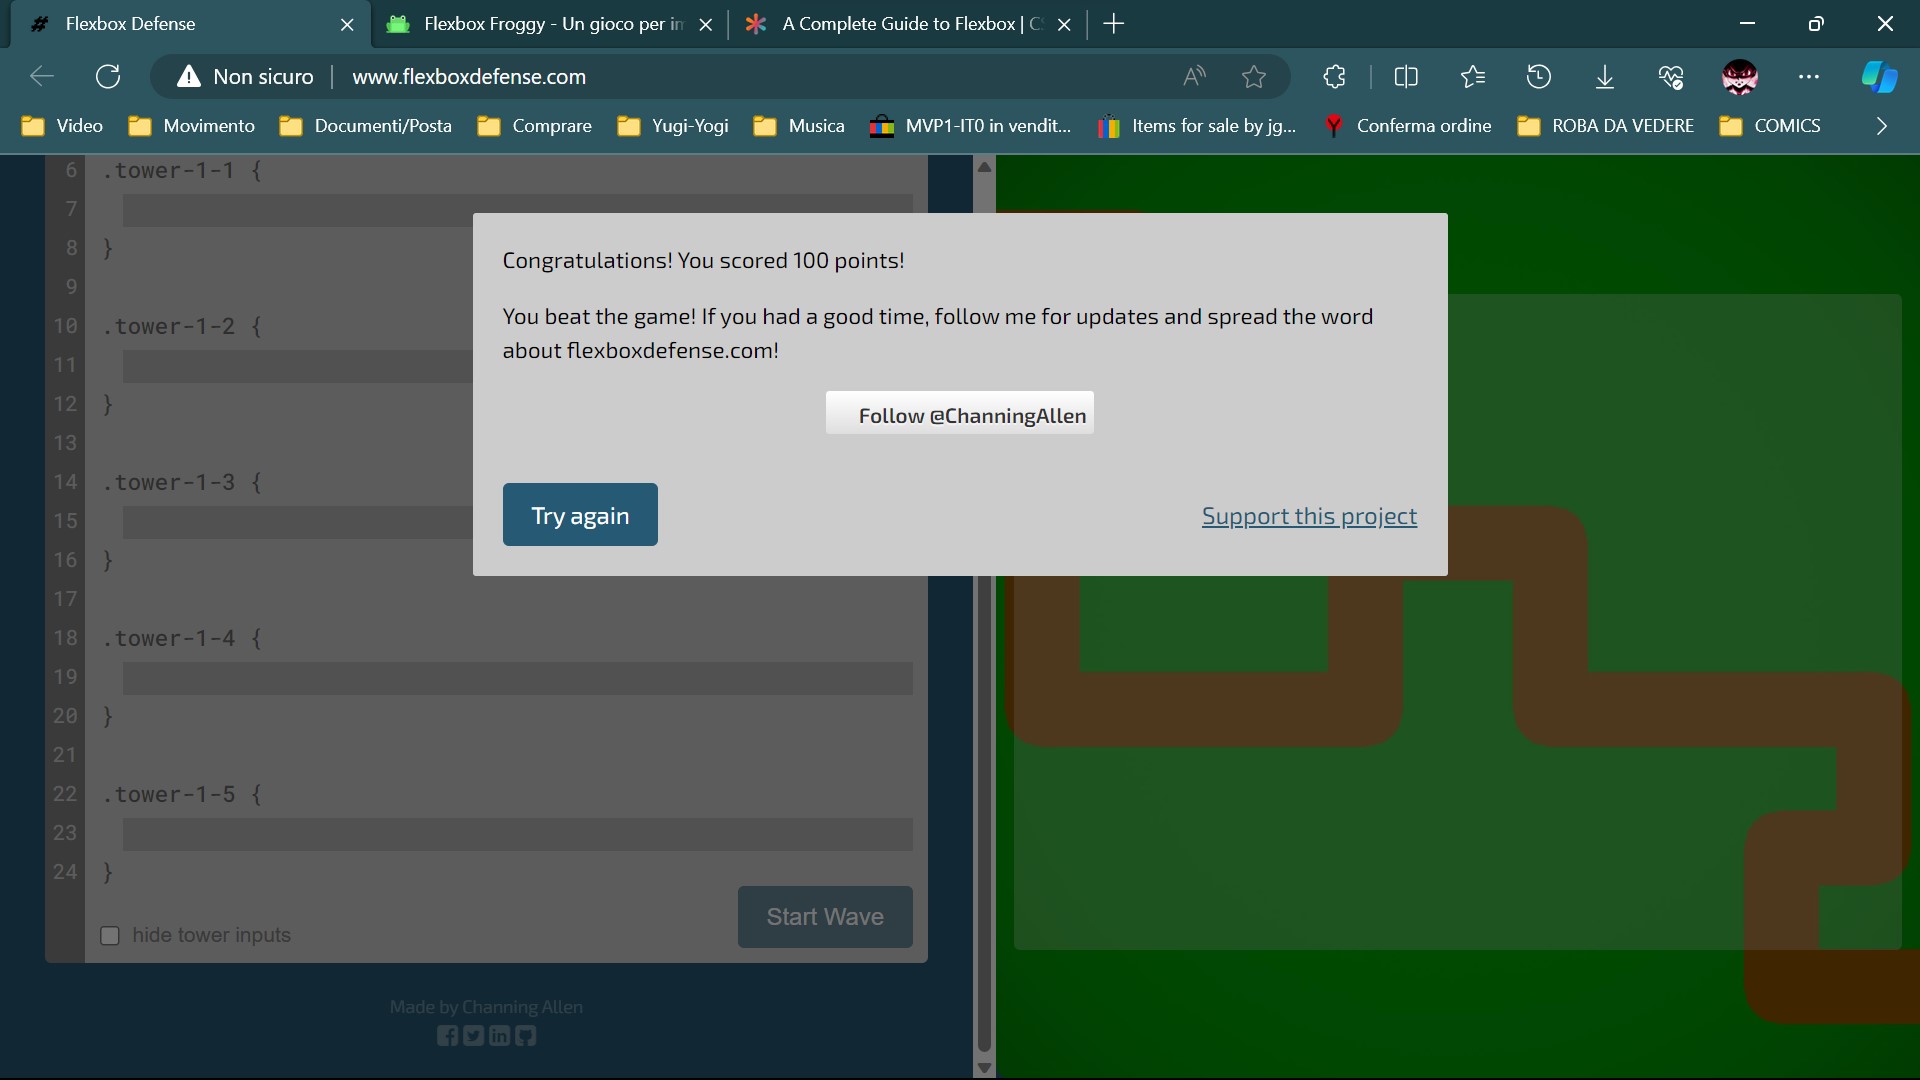 Flexbox Defense
Flexbox Froggy - Un gioco per im
A Complete Guide to Flexbox | CS
Non sicuro
www.flexboxdefense.com
Video
Movimento
Documenti/Posta
Comprare
Yugi-Yogi
Musica
MVP1-IT0 in vendit...
Items for sale by jg...
Conferma ordine
ROBA DA VEDERE
COMICS
6 .tower-1-1 {
7
8 }
9
10 .tower-1-2 {
11
12 }
13
14 .tower-1-3 {
15
16 }
17
18 .tower-1-4 {
19
20 }
21
22 .tower-1-5 {
23
24 }
hide tower inputs
Start Wave
Made by Channing Allen
Congratulations! You scored 100 points!
You beat the game! If you had a good time, follow me for updates and spread the word
about flexboxdefense.com!
Follow @ChanningAllen
Try again
Support this project